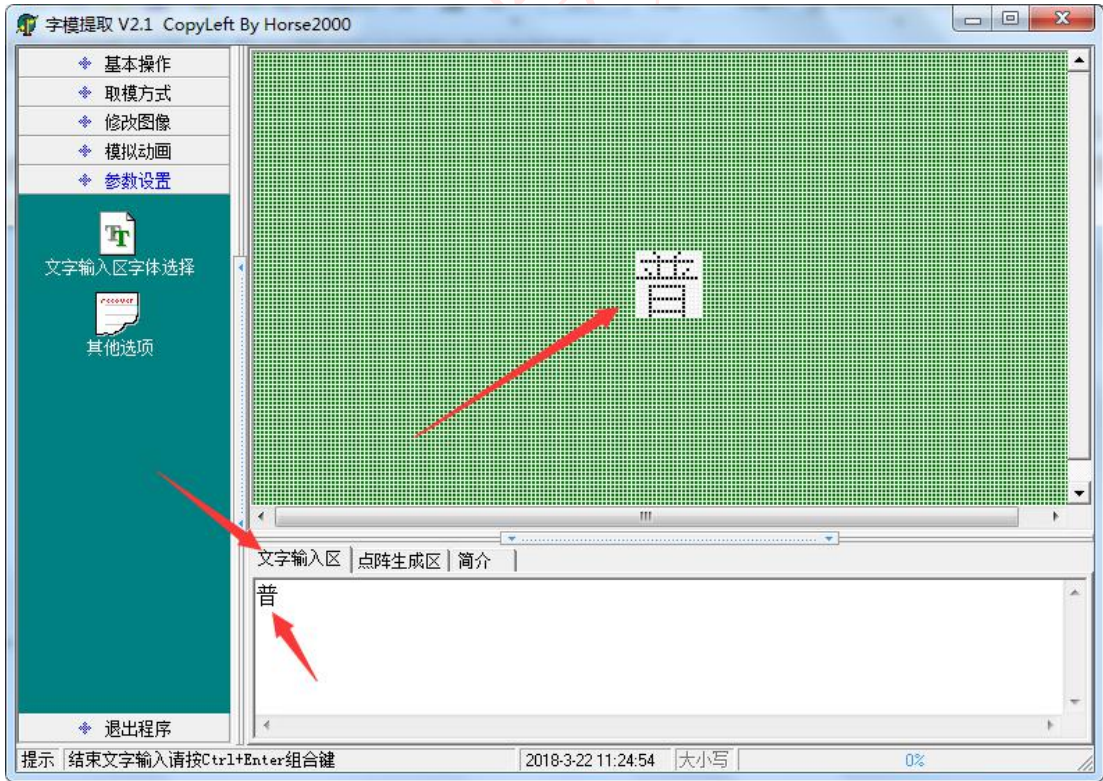 字模提取 V2.1 CopyLeft By Horse2000
基本操作
取模方式
修改图像
模拟动画
参数设置
文字输入区字体选择
其他选项
普
文字输入区
点阵生成区
简介
普
退出程序
提示
结束文字输入请按Ctrl+Enter组合键
2018-3-22 11:24:54
大小写
0%